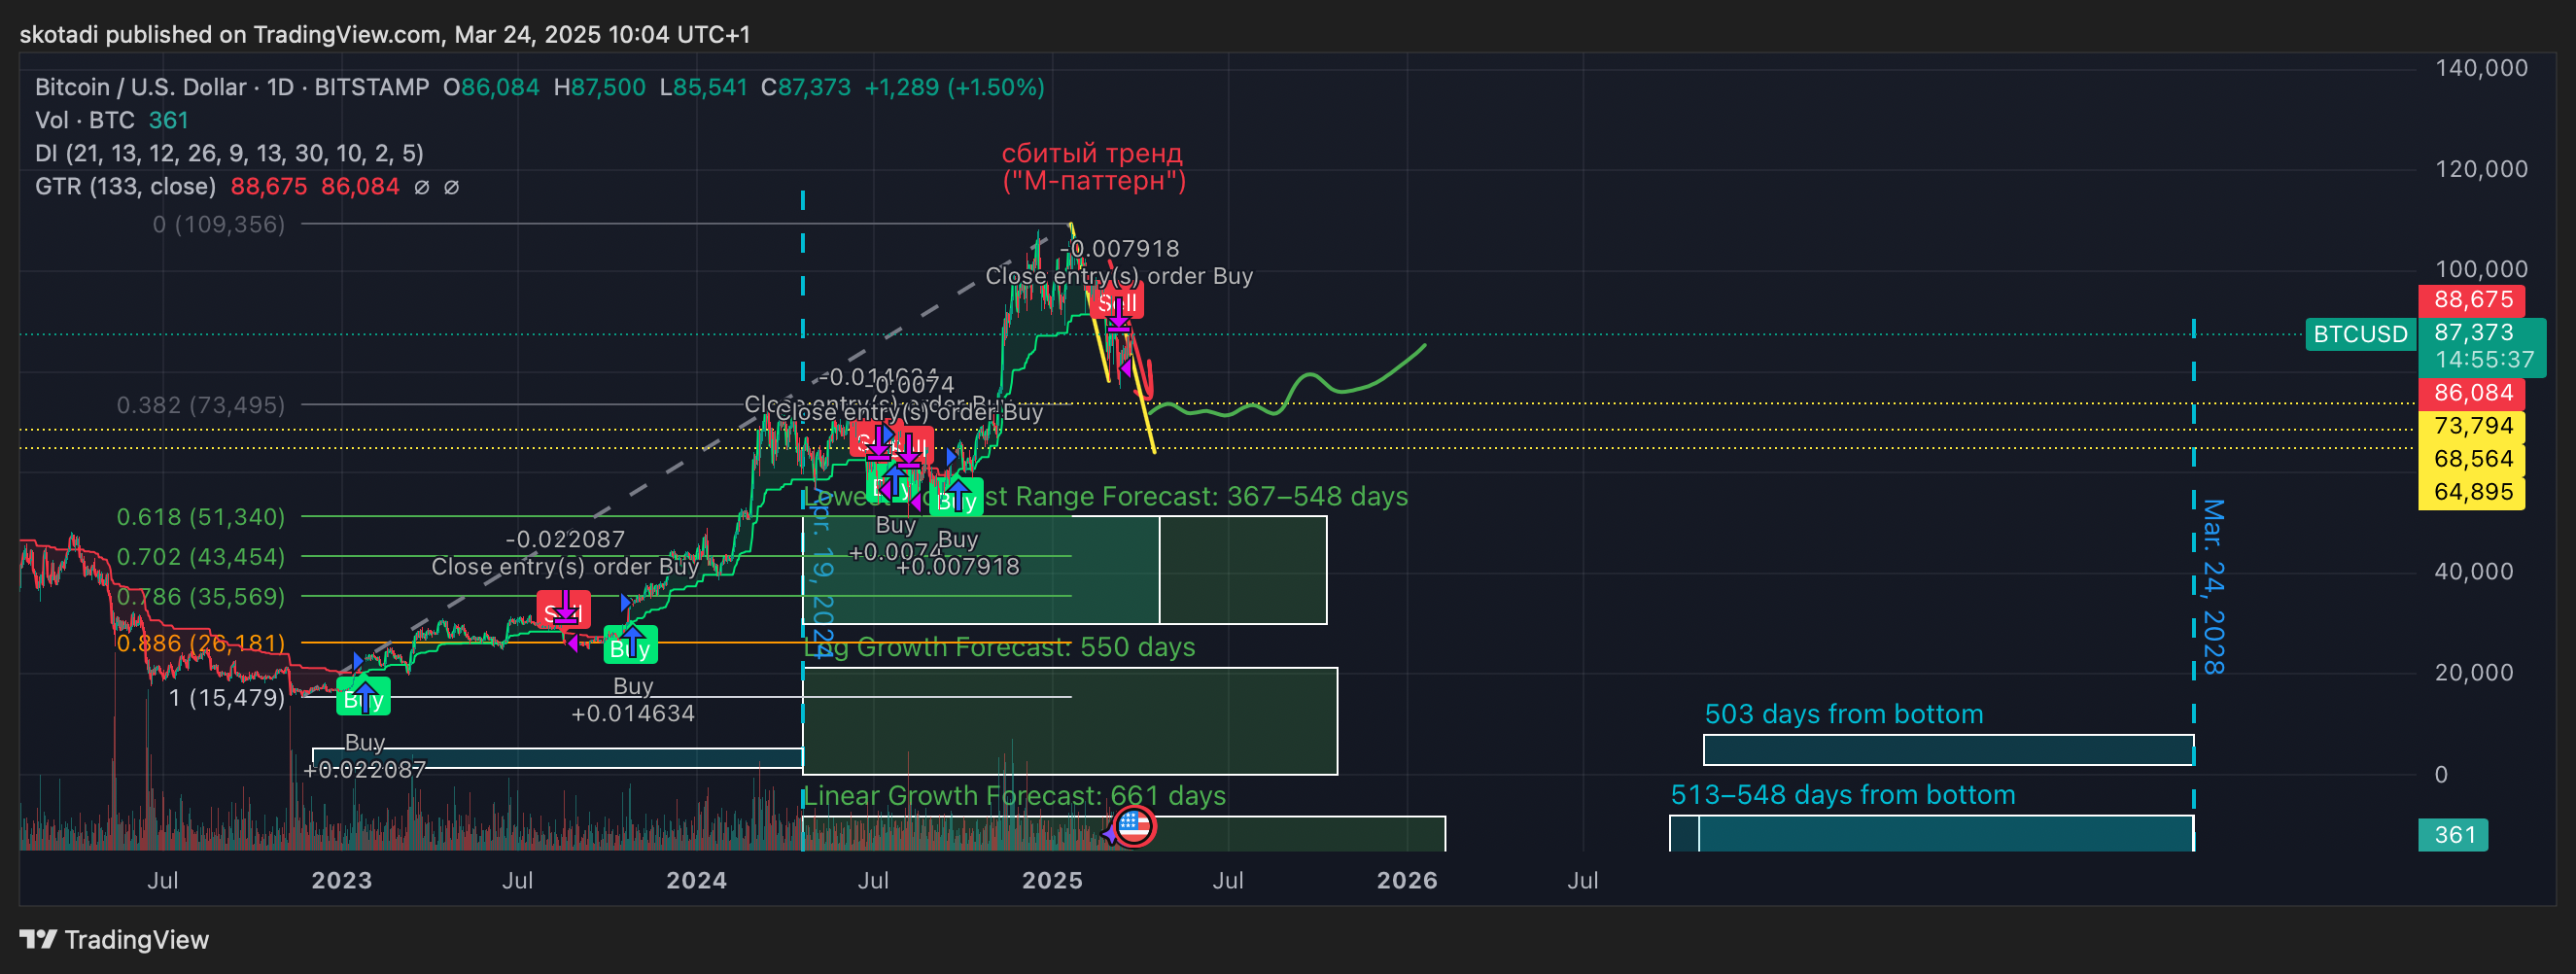 skotadi published on TradingView.com, Mar 24, 2025 10:04 UTC+1
Bitcoin / U.S. Dollar · 1D · BITSTAMP O86,084 H87,500 L85,541 C87,373 +1,289 (+1.50%)
Vol · BTC 361
DI (21, 13, 12, 26, 9, 13, 30, 10, 2, 5)
GTR (133, close) 88,675 86,084 ∅ ∅
сбитый тренд
("М-паттерн")
0 (109,356)
-0.007918
Close entry(s) order Buy
Sell
-0.014634
-0.0074
0.382 (73,495)
Close entry(s) order Buy
Close entry(s) order Buy
Sell
Sell
Buy
Buy
Range Forecast: 367–548 days
0.618 (51,340)
Buy
+0.0074
Buy
+0.007918
-0.022087
Close entry(s) order Buy
0.702 (43,454)
0.786 (35,569)
Sell
0.886 (26,181)
Buy
Log Growth Forecast: 550 days
Apr. 19, 2024
1 (15,479)
Buy
Buy
+0.014634
Buy
+0.022087
Linear Growth Forecast: 661 days
503 days from bottom
513–548 days from bottom
Mar. 24, 2028
140,000
120,000
100,000
88,675
BTCUSD 87,373
14:55:37
86,084
73,794
68,564
64,895
40,000
20,000
0
361
Jul 2023 Jul 2024 Jul 2025 Jul 2026 Jul
TradingView